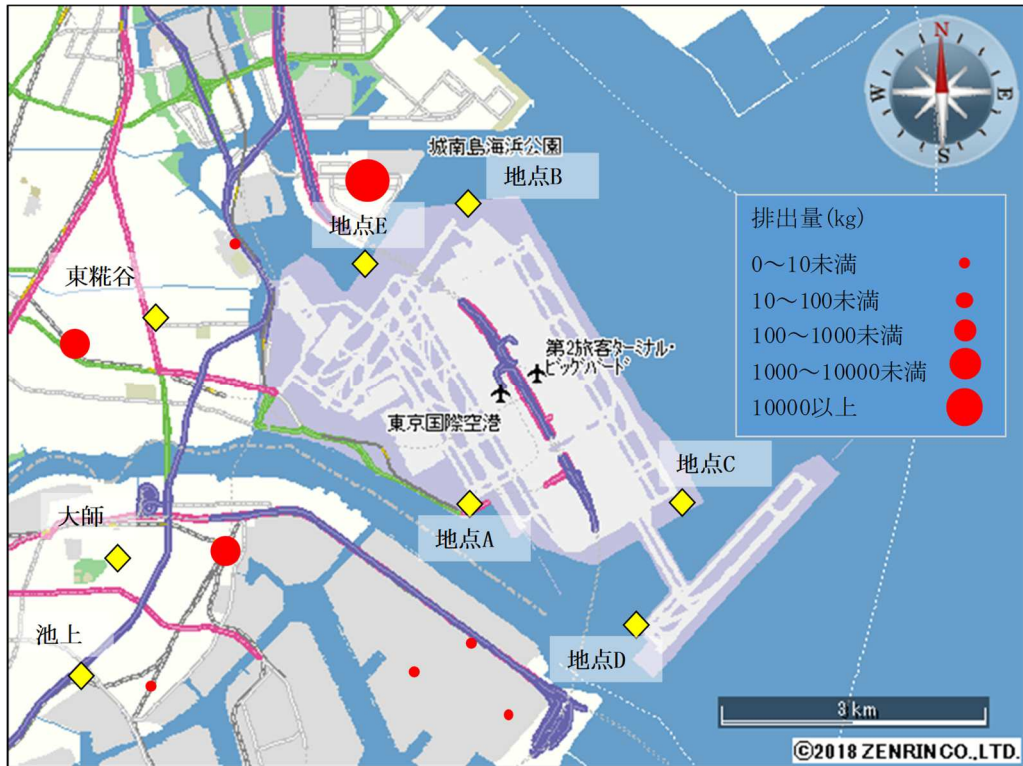 N
E
S
W
城南島海浜公園
地点B
地点E
排出量(kg)
0～10未満
10～100未満
100～1000未満
1000～10000未満
10000以上
東糀谷
第2旅客ターミナル・
ビッグバード
東京国際空港
地点C
地点A
大師
池上
地点D
3km
©2018 ZENRIN CO.,LTD.